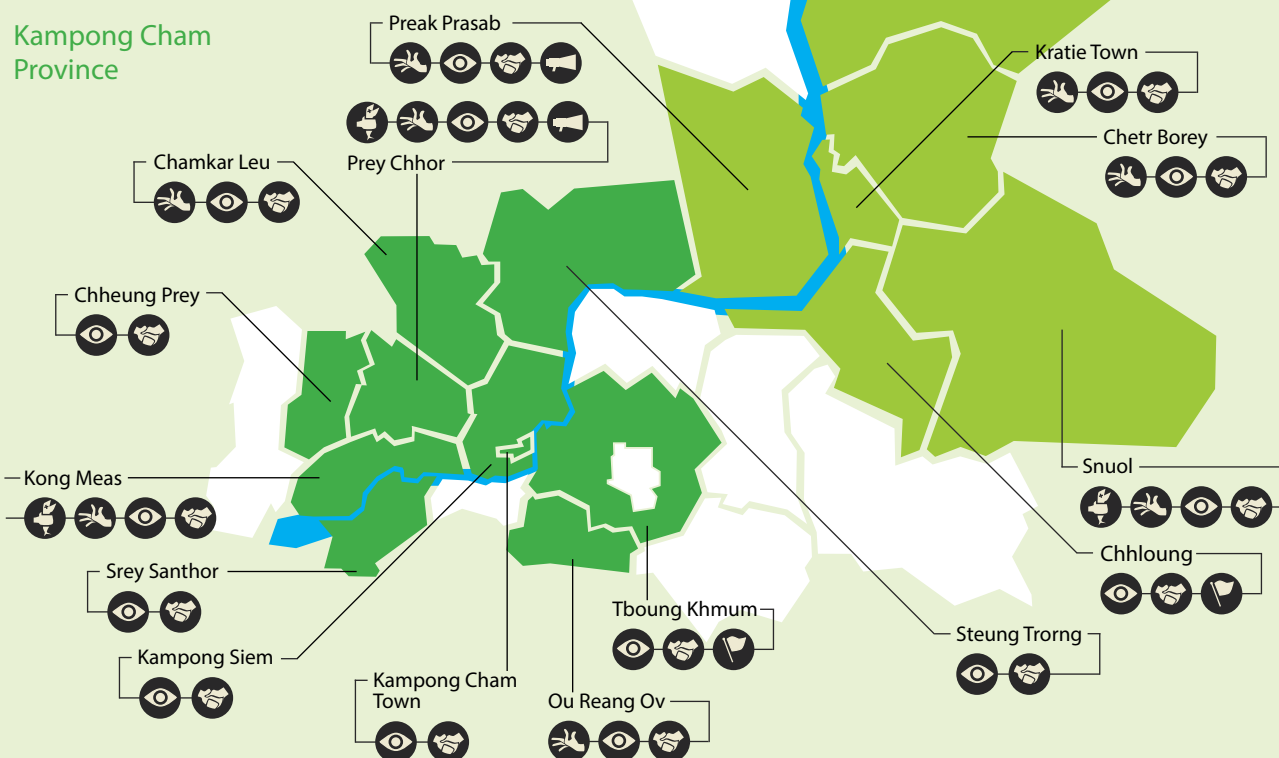 Kampong Cham
Province
Preak Prasab
Kratie Town
Chetr Borey
Chamkar Leu
Prey Chhor
Chheung Prey
Kong Meas
Snuol
Chhloung
Srey Santhor
Tboung Khmum
Steung Trorng
Kampong Siem
Kampong Cham
Town
Ou Reang Ov